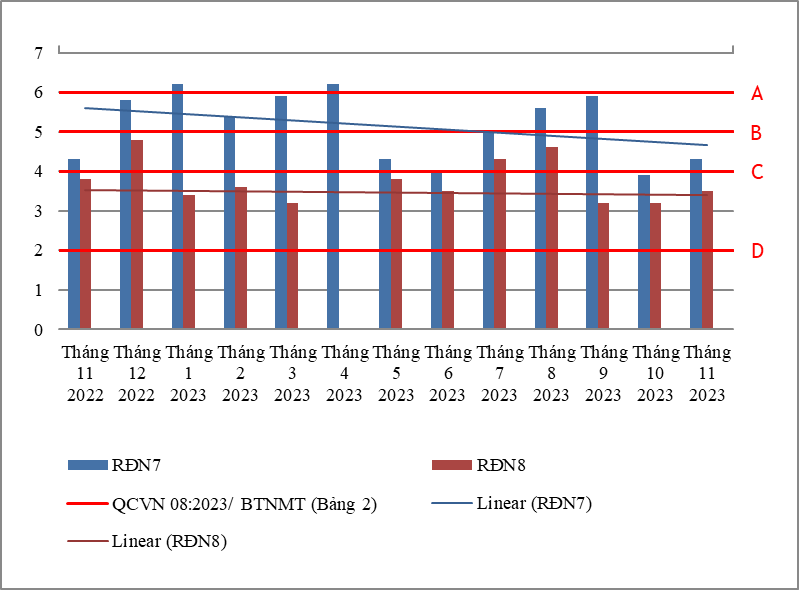 7
6
A
5
B
4
C
3
2
D
1
0
Tháng 11 2022
Tháng 12 2022
Tháng 1 2023
Tháng 2 2023
Tháng 3 2023
Tháng 4 2023
Tháng 5 2023
Tháng 6 2023
Tháng 7 2023
Tháng 8 2023
Tháng 9 2023
Tháng 10 2023
Tháng 11 2023
RĐN7
RĐN8
QCVN 08:2023/ BTNMT (Bảng 2)
Linear (RĐN7)
Linear (RĐN8)